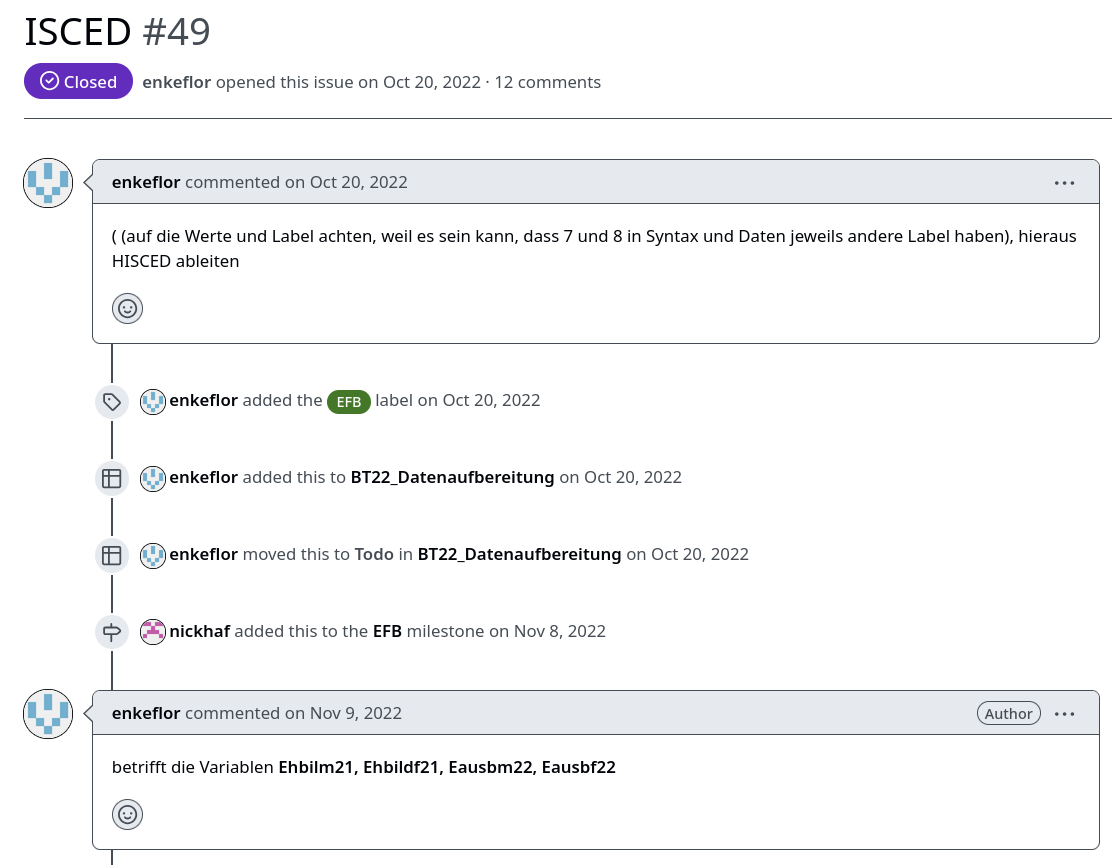 ISCED #49
Closed enkeflor opened this issue on Oct 20, 2022 · 12 comments
enkeflor commented on Oct 20, 2022
( (auf die Werte und Label achten, weil es sein kann, dass 7 und 8 in Syntax und Daten jeweils andere Label haben), hieraus
HISCED ableiten
enkeflor added the EFB label on Oct 20, 2022
enkeflor added this to BT22_Datenaufbereitung on Oct 20, 2022
enkeflor moved this to Todo in BT22_Datenaufbereitung on Oct 20, 2022
nickhaf added this to the EFB milestone on Nov 8, 2022
enkeflor commented on Nov 9, 2022 Author
betrifft die Variablen Ehbilm21, Ehbildf21, Eausbm22, Eausbf22